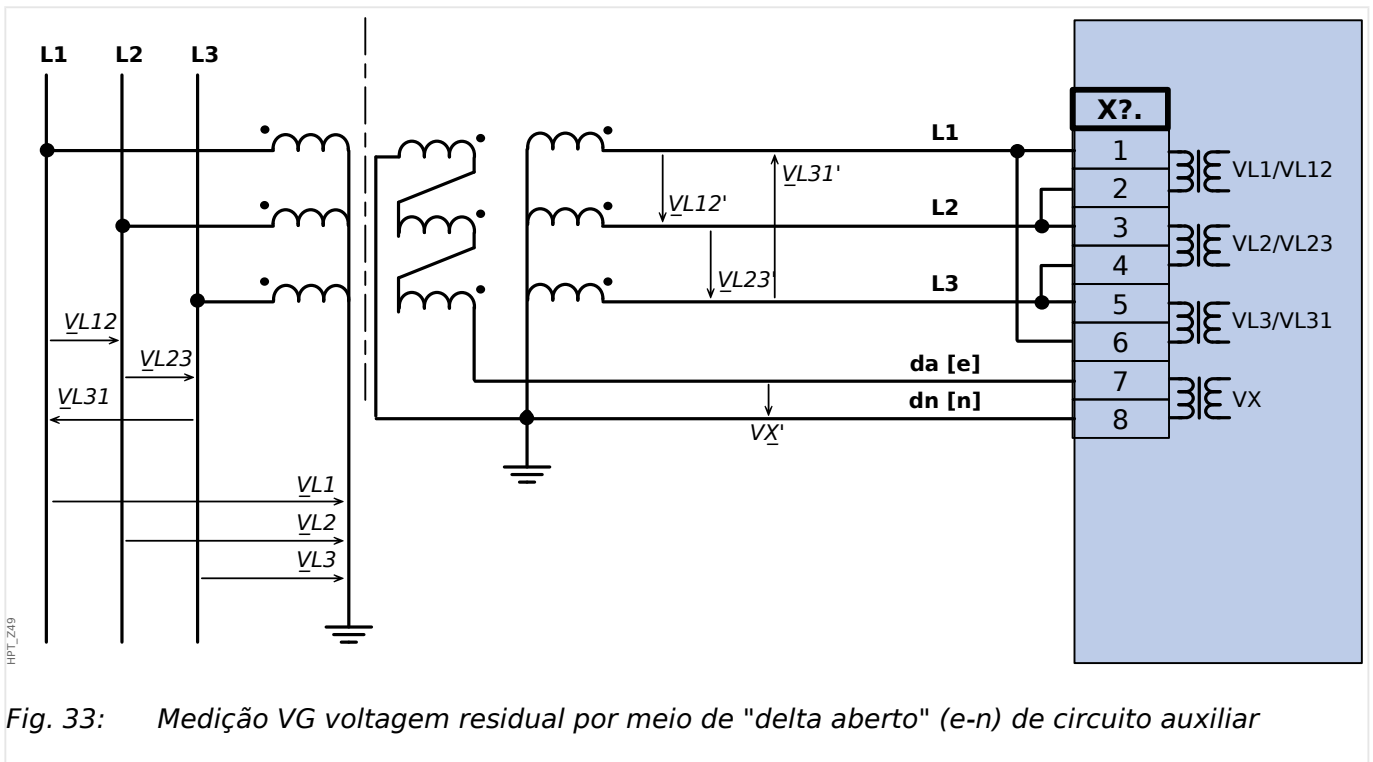 L1 L2 L3
X?.
L1
1
VL31'
VL1/VL12
2
VL12'
L2
3
VL2/VL23
4
VL23'
L3
5
VL12
VL3/VL31
6
VL23
da [e]
7
VL31
dn [n]
VX
8
VX'
VL1
VL2
VL3
HPT_Z49
Fig. 33: Medição VG voltagem residual por meio de "delta aberto" (e-n) de circuito auxiliar